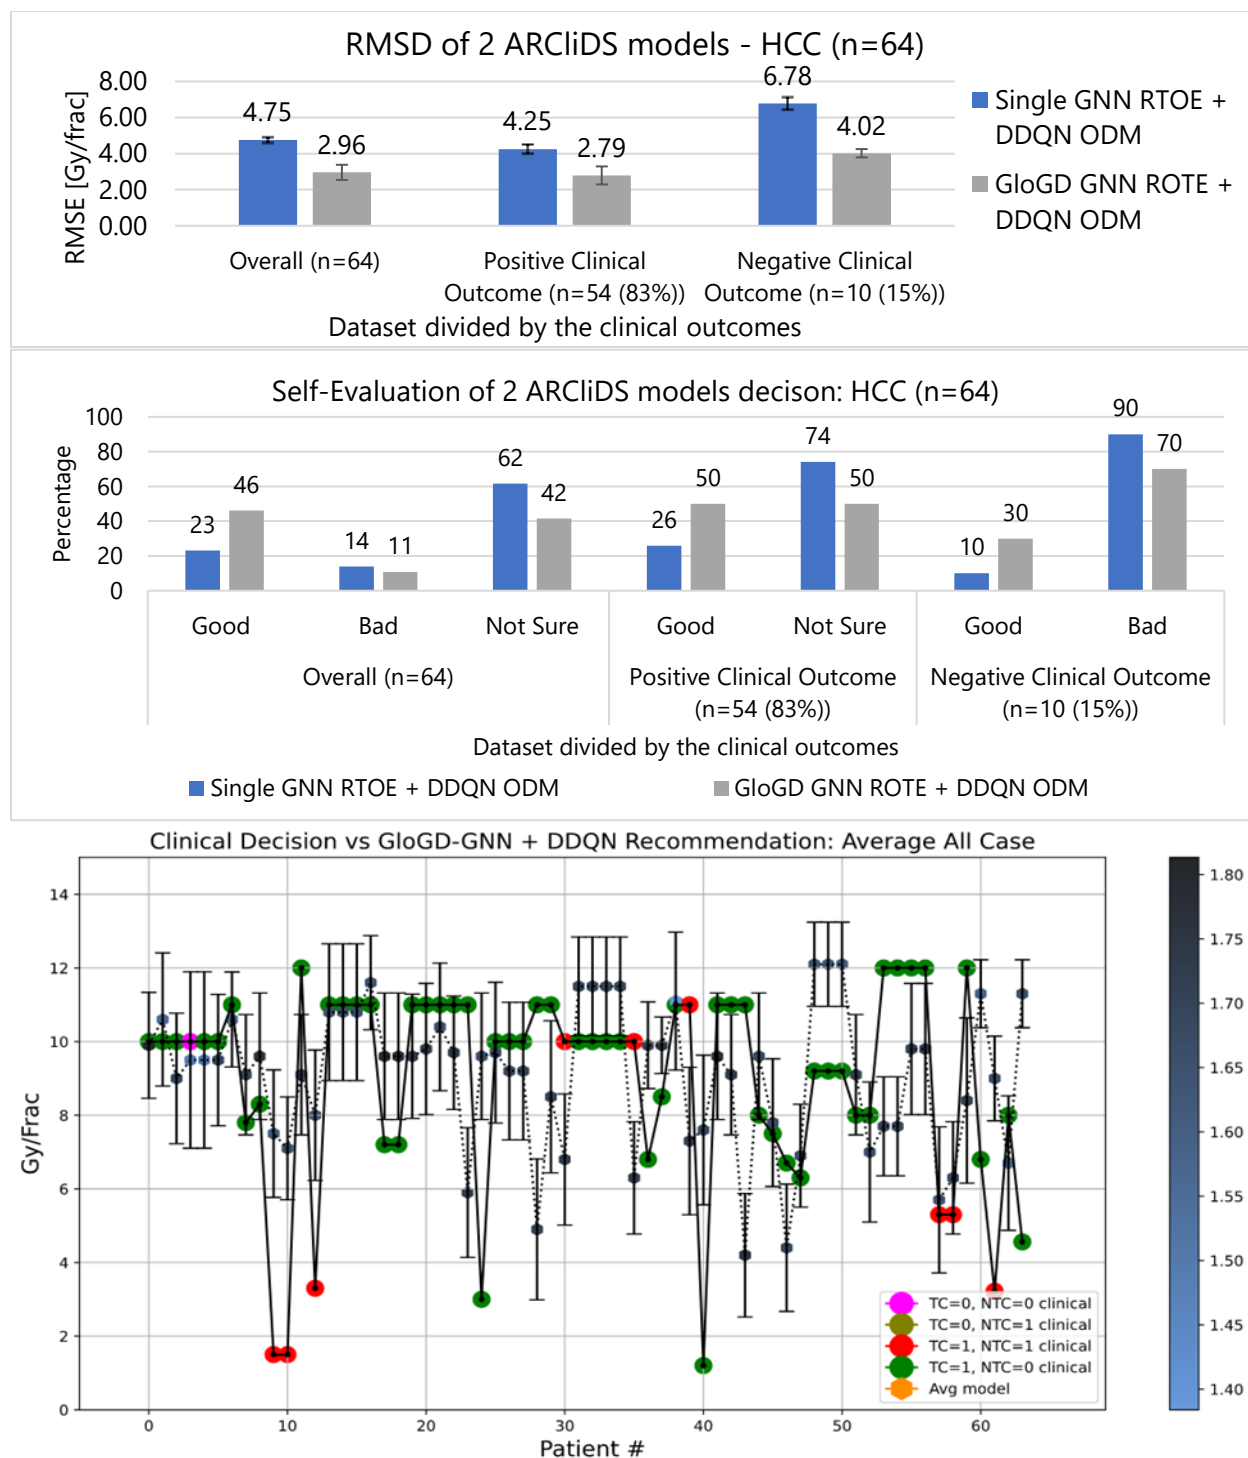 RMSD of 2 ARCliDS models - HCC (n=64)
RMSE [Gy/frac]
8.00
6.00
4.00
2.00
0.00
4.75
2.96
4.25
2.79
6.78
4.02
Overall (n=64)
Positive Clinical
Outcome (n=54 (83%))
Negative Clinical
Outcome (n=10 (15%))
Dataset divided by the clinical outcomes
Single GNN RTOE +
DDQN ODM
GloGD GNN ROTE +
DDQN ODM
Self-Evaluation of 2 ARCliDS models decison: HCC (n=64)
Percentage
100
80
60
40
20
0
23
46
14
11
62
42
26
50
74
50
10
30
90
70
Good
Bad
Not Sure
Good
Not Sure
Good
Bad
Overall (n=64)
Positive Clinical Outcome
(n=54 (83%))
Negative Clinical Outcome
(n=10 (15%))
Dataset divided by the clinical outcomes
Single GNN RTOE + DDQN ODM
GloGD GNN ROTE + DDQN ODM
Clinical Decision vs GloGD-GNN + DDQN Recommendation: Average All Case
Gy/Frac
14
12
10
8
6
4
2
0
0
10
20
30
40
50
60
Patient #
TC=0, NTC=0 clinical
TC=0, NTC=1 clinical
TC=1, NTC=1 clinical
TC=1, NTC=0 clinical
Avg model
1.80
1.75
1.70
1.65
1.60
1.55
1.50
1.45
1.40